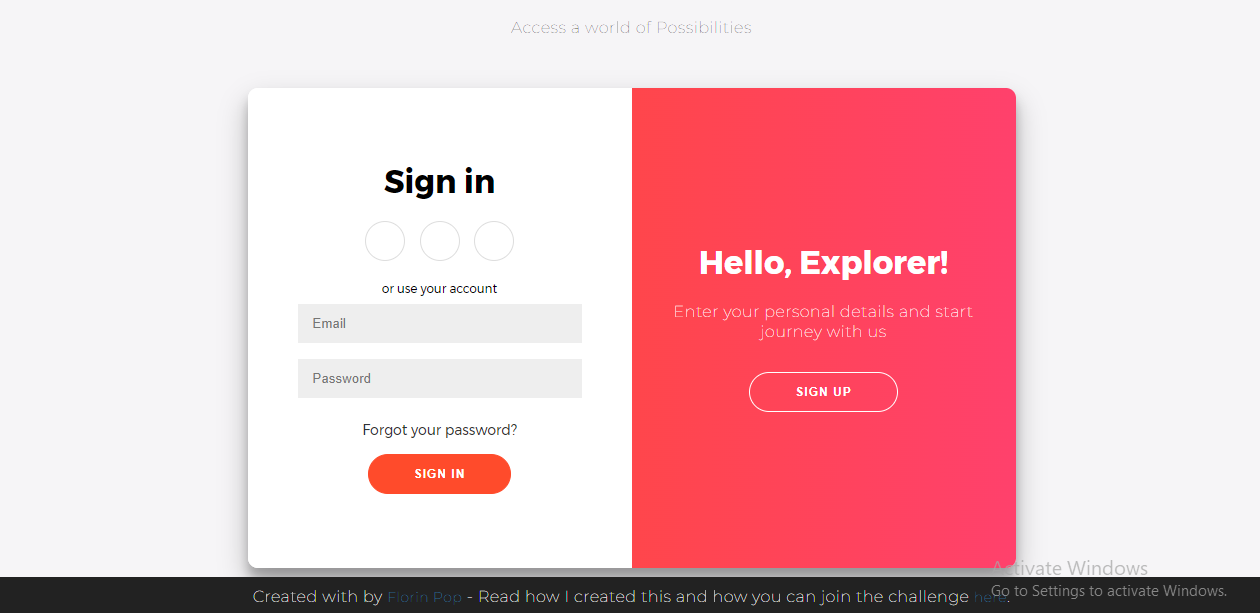 Access a world of Possibilities
Sign in
or use your account
Email
Password
Forgot your password?
SIGN IN
Hello, Explorer!
Enter your personal details and start
journey with us
SIGN UP
Created with by Florin Pop - Read how I created this and how you can join the challenge here.
Activate Windows
Go to Settings to activate Windows.